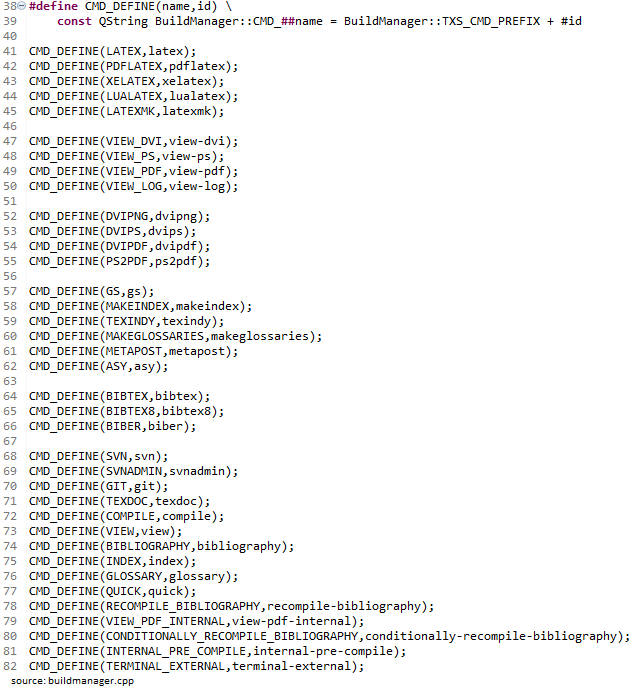 38 #define CMD_DEFINE(name,id) \
39 const QString BuildManager::CMD_##name = BuildManager::TXS_CMD_PREFIX + #id
40
41 CMD_DEFINE(LATEX,latex);
42 CMD_DEFINE(PDFLATEX,pdflatex);
43 CMD_DEFINE(XELATEX,xelatex);
44 CMD_DEFINE(LUALATEX,lualatex);
45 CMD_DEFINE(LATEXMK,latexmk);
46
47 CMD_DEFINE(VIEW_DVI,view-dvi);
48 CMD_DEFINE(VIEW_PS,view-ps);
49 CMD_DEFINE(VIEW_PDF,view-pdf);
50 CMD_DEFINE(VIEW_LOG,view-log);
51
52 CMD_DEFINE(DVIPNG,dvipng);
53 CMD_DEFINE(DVIPS,dvips);
54 CMD_DEFINE(DVIPDF,dvipdf);
55 CMD_DEFINE(PS2PDF,ps2pdf);
56
57 CMD_DEFINE(GS,gs);
58 CMD_DEFINE(MAKEINDEX,makeindex);
59 CMD_DEFINE(TEXINDY,texindy);
60 CMD_DEFINE(MAKEGLOSSARIES,makeglossaries);
61 CMD_DEFINE(METAPOST,metapost);
62 CMD_DEFINE(ASY,asy);
63
64 CMD_DEFINE(BIBTEX,bibtex);
65 CMD_DEFINE(BIBTEX8,bibtex8);
66 CMD_DEFINE(BIBER,biber);
67
68 CMD_DEFINE(SVN,svn);
69 CMD_DEFINE(SVNADMIN,svnadmin);
70 CMD_DEFINE(GIT,git);
71 CMD_DEFINE(TEXDOC,texdoc);
72 CMD_DEFINE(COMPILE,compile);
73 CMD_DEFINE(VIEW,view);
74 CMD_DEFINE(BIBLIOGRAPHY,bibliography);
75 CMD_DEFINE(INDEX,index);
76 CMD_DEFINE(GLOSSARY,glossary);
77 CMD_DEFINE(QUICK,quick);
78 CMD_DEFINE(RECOMPILE_BIBLIOGRAPHY,recompile-bibliography);
79 CMD_DEFINE(VIEW_PDF_INTERNAL,view-pdf-internal);
80 CMD_DEFINE(CONDITIONALLY_RECOMPILE_BIBLIOGRAPHY,conditionally-recompile-bibliography);
81 CMD_DEFINE(INTERNAL_PRE_COMPILE,internal-pre-compile);
82 CMD_DEFINE(TERMINAL_EXTERNAL,terminal-external);
source: buildmanager.cpp